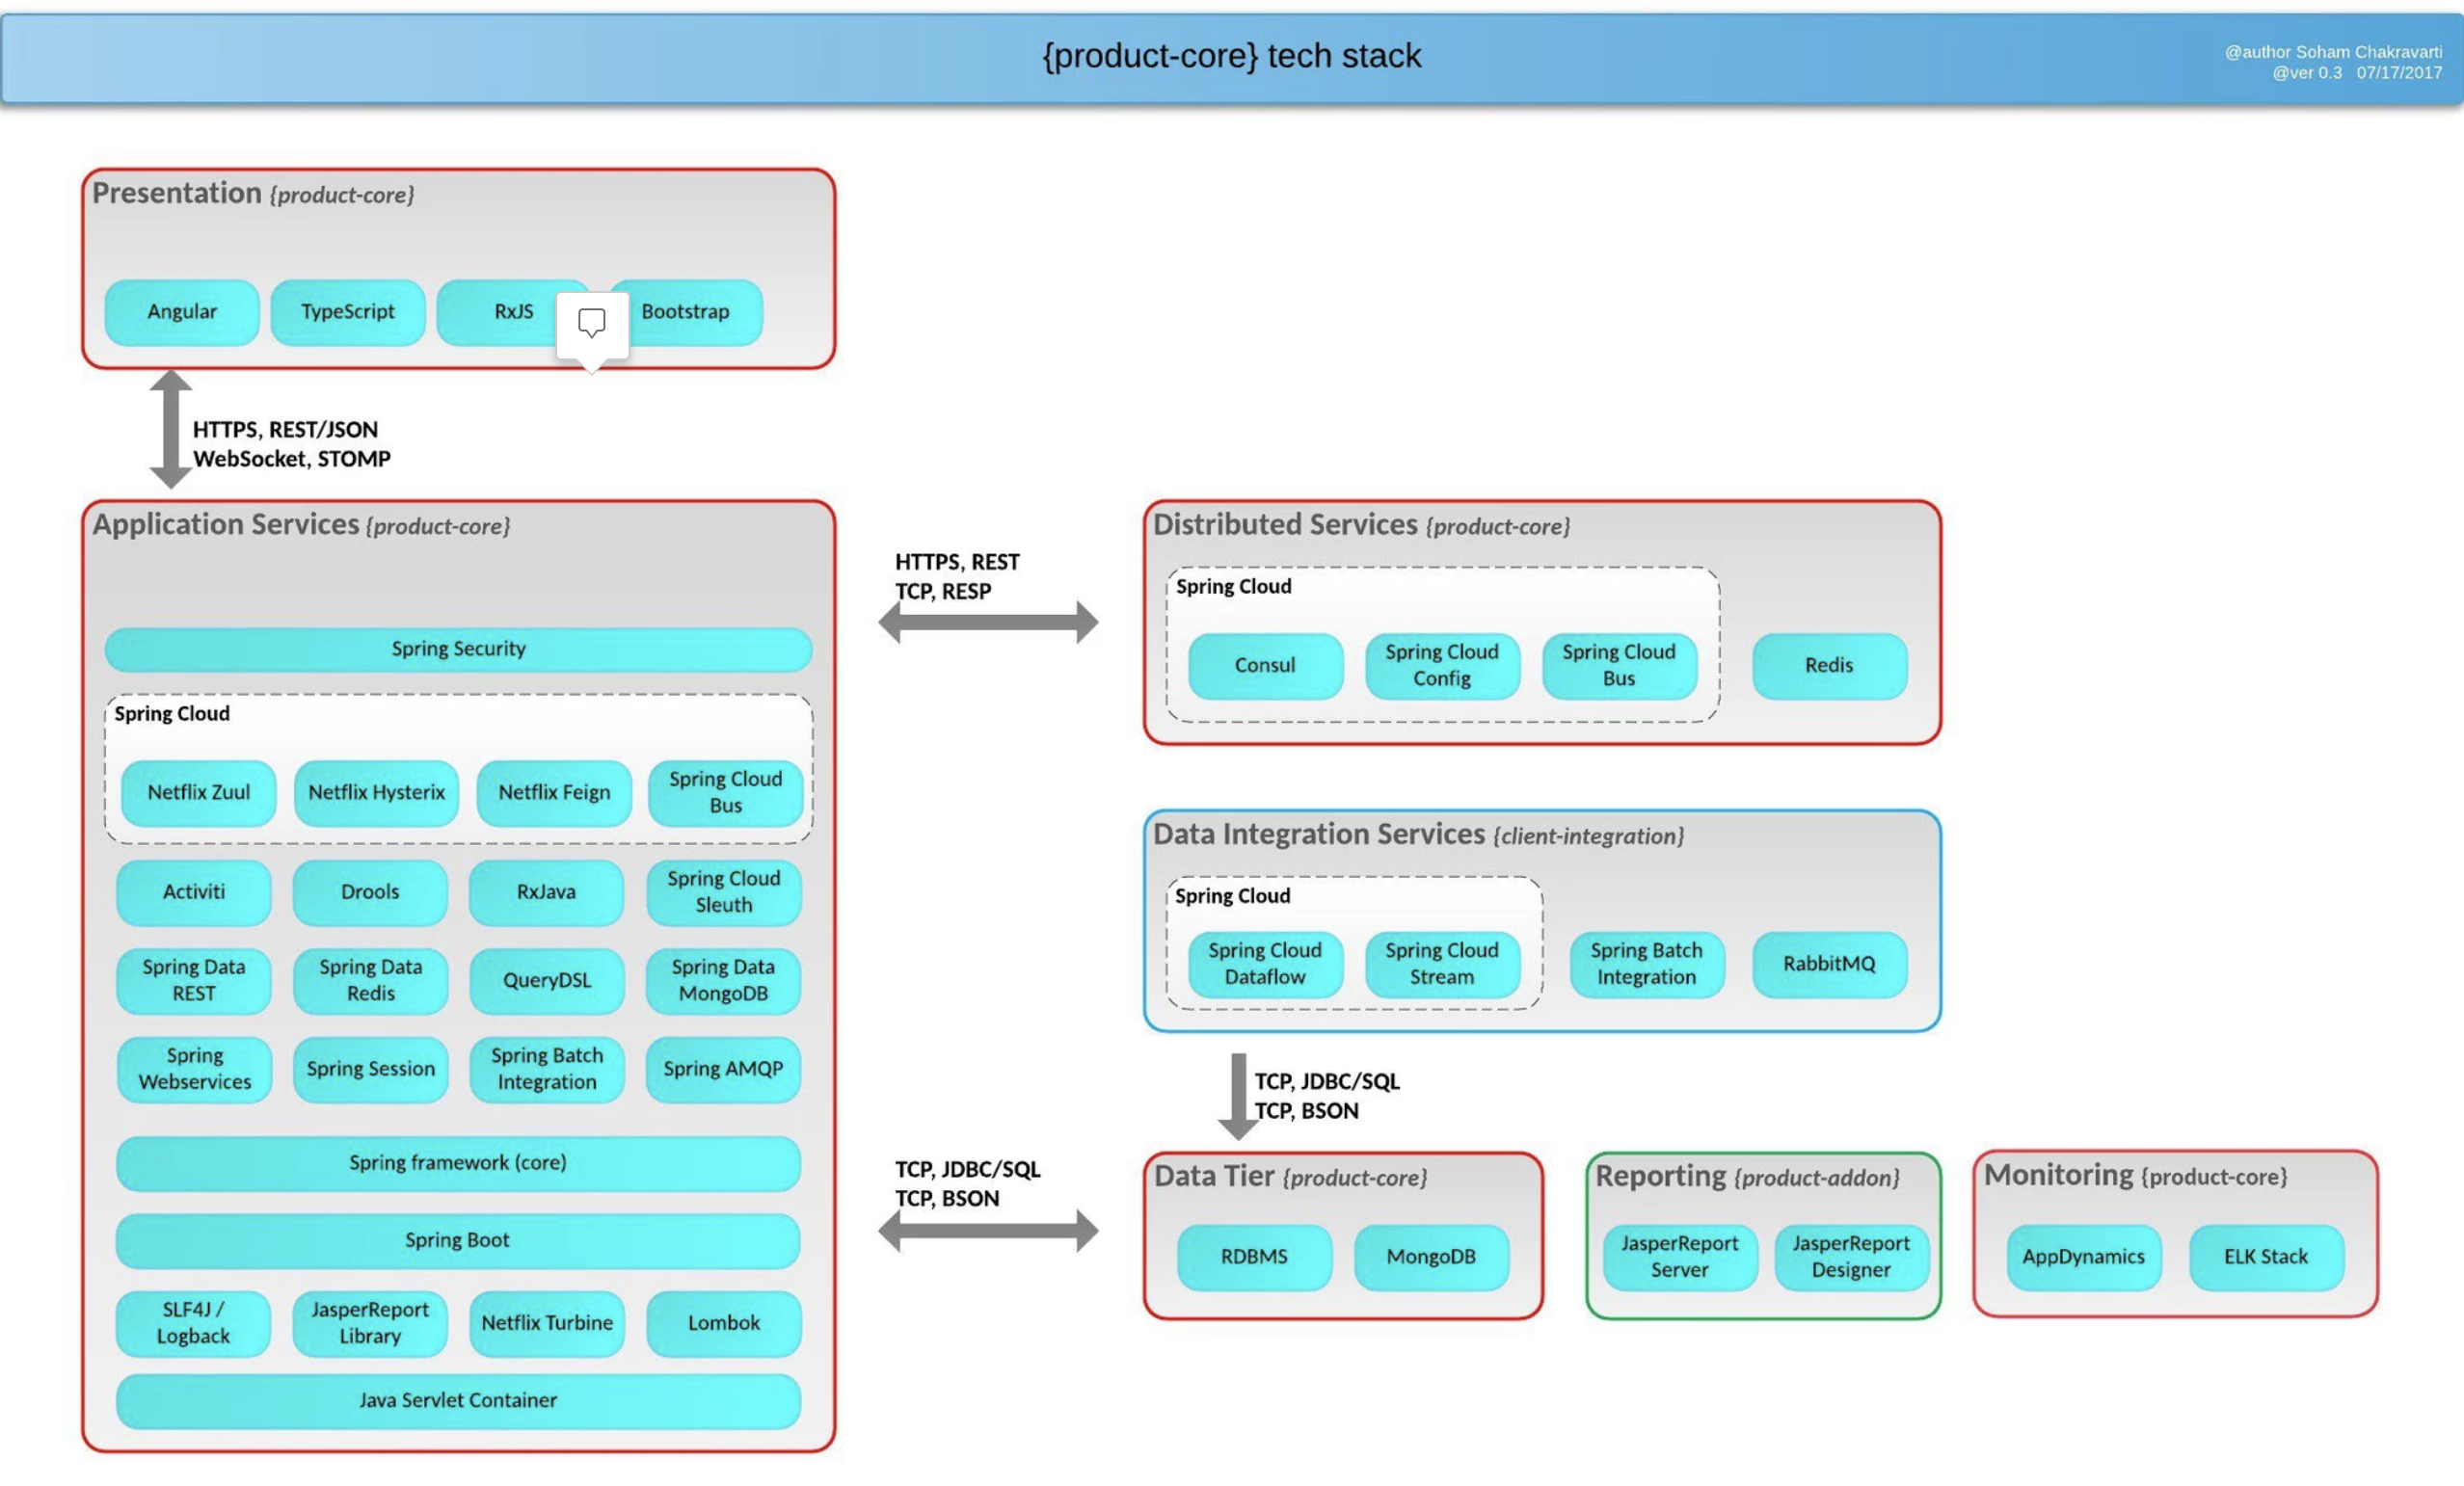 {product-core} tech stack
@author Soham Chakravarti
@ver 0.3 07/17/2017
Presentation {product-core}
Angular
TypeScript
RxJS
Bootstrap
HTTPS, REST/JSON
WebSocket, STOMP
Application Services {product-core}
Spring Security
Spring Cloud
Netflix Zuul
Netflix Hysterix
Netflix Feign
Spring Cloud
Bus
Activiti
Drools
RxJava
Spring Cloud
Sleuth
Spring Data
REST
Spring Data
Redis
QueryDSL
Spring Data
MongoDB
Spring
Webservices
Spring Session
Spring Batch
Integration
Spring AMQP
Spring framework (core)
Spring Boot
SLF4J /
Logback
JasperReport
Library
Netflix Turbine
Lombok
Java Servlet Container
HTTPS, REST
TCP, RESP
Distributed Services {product-core}
Spring Cloud
Consul
Spring Cloud
Config
Spring Cloud
Bus
Redis
Data Integration Services {client-integration}
Spring Cloud
Spring Cloud
Dataflow
Spring Cloud
Stream
Spring Batch
Integration
RabbitMQ
TCP, JDBC/SQL
TCP, BSON
TCP, JDBC/SQL
TCP, BSON
Data Tier {product-core}
RDBMS
MongoDB
Reporting {product-addon}
JasperReport
Server
JasperReport
Designer
Monitoring {product-core}
AppDynamics
ELK Stack